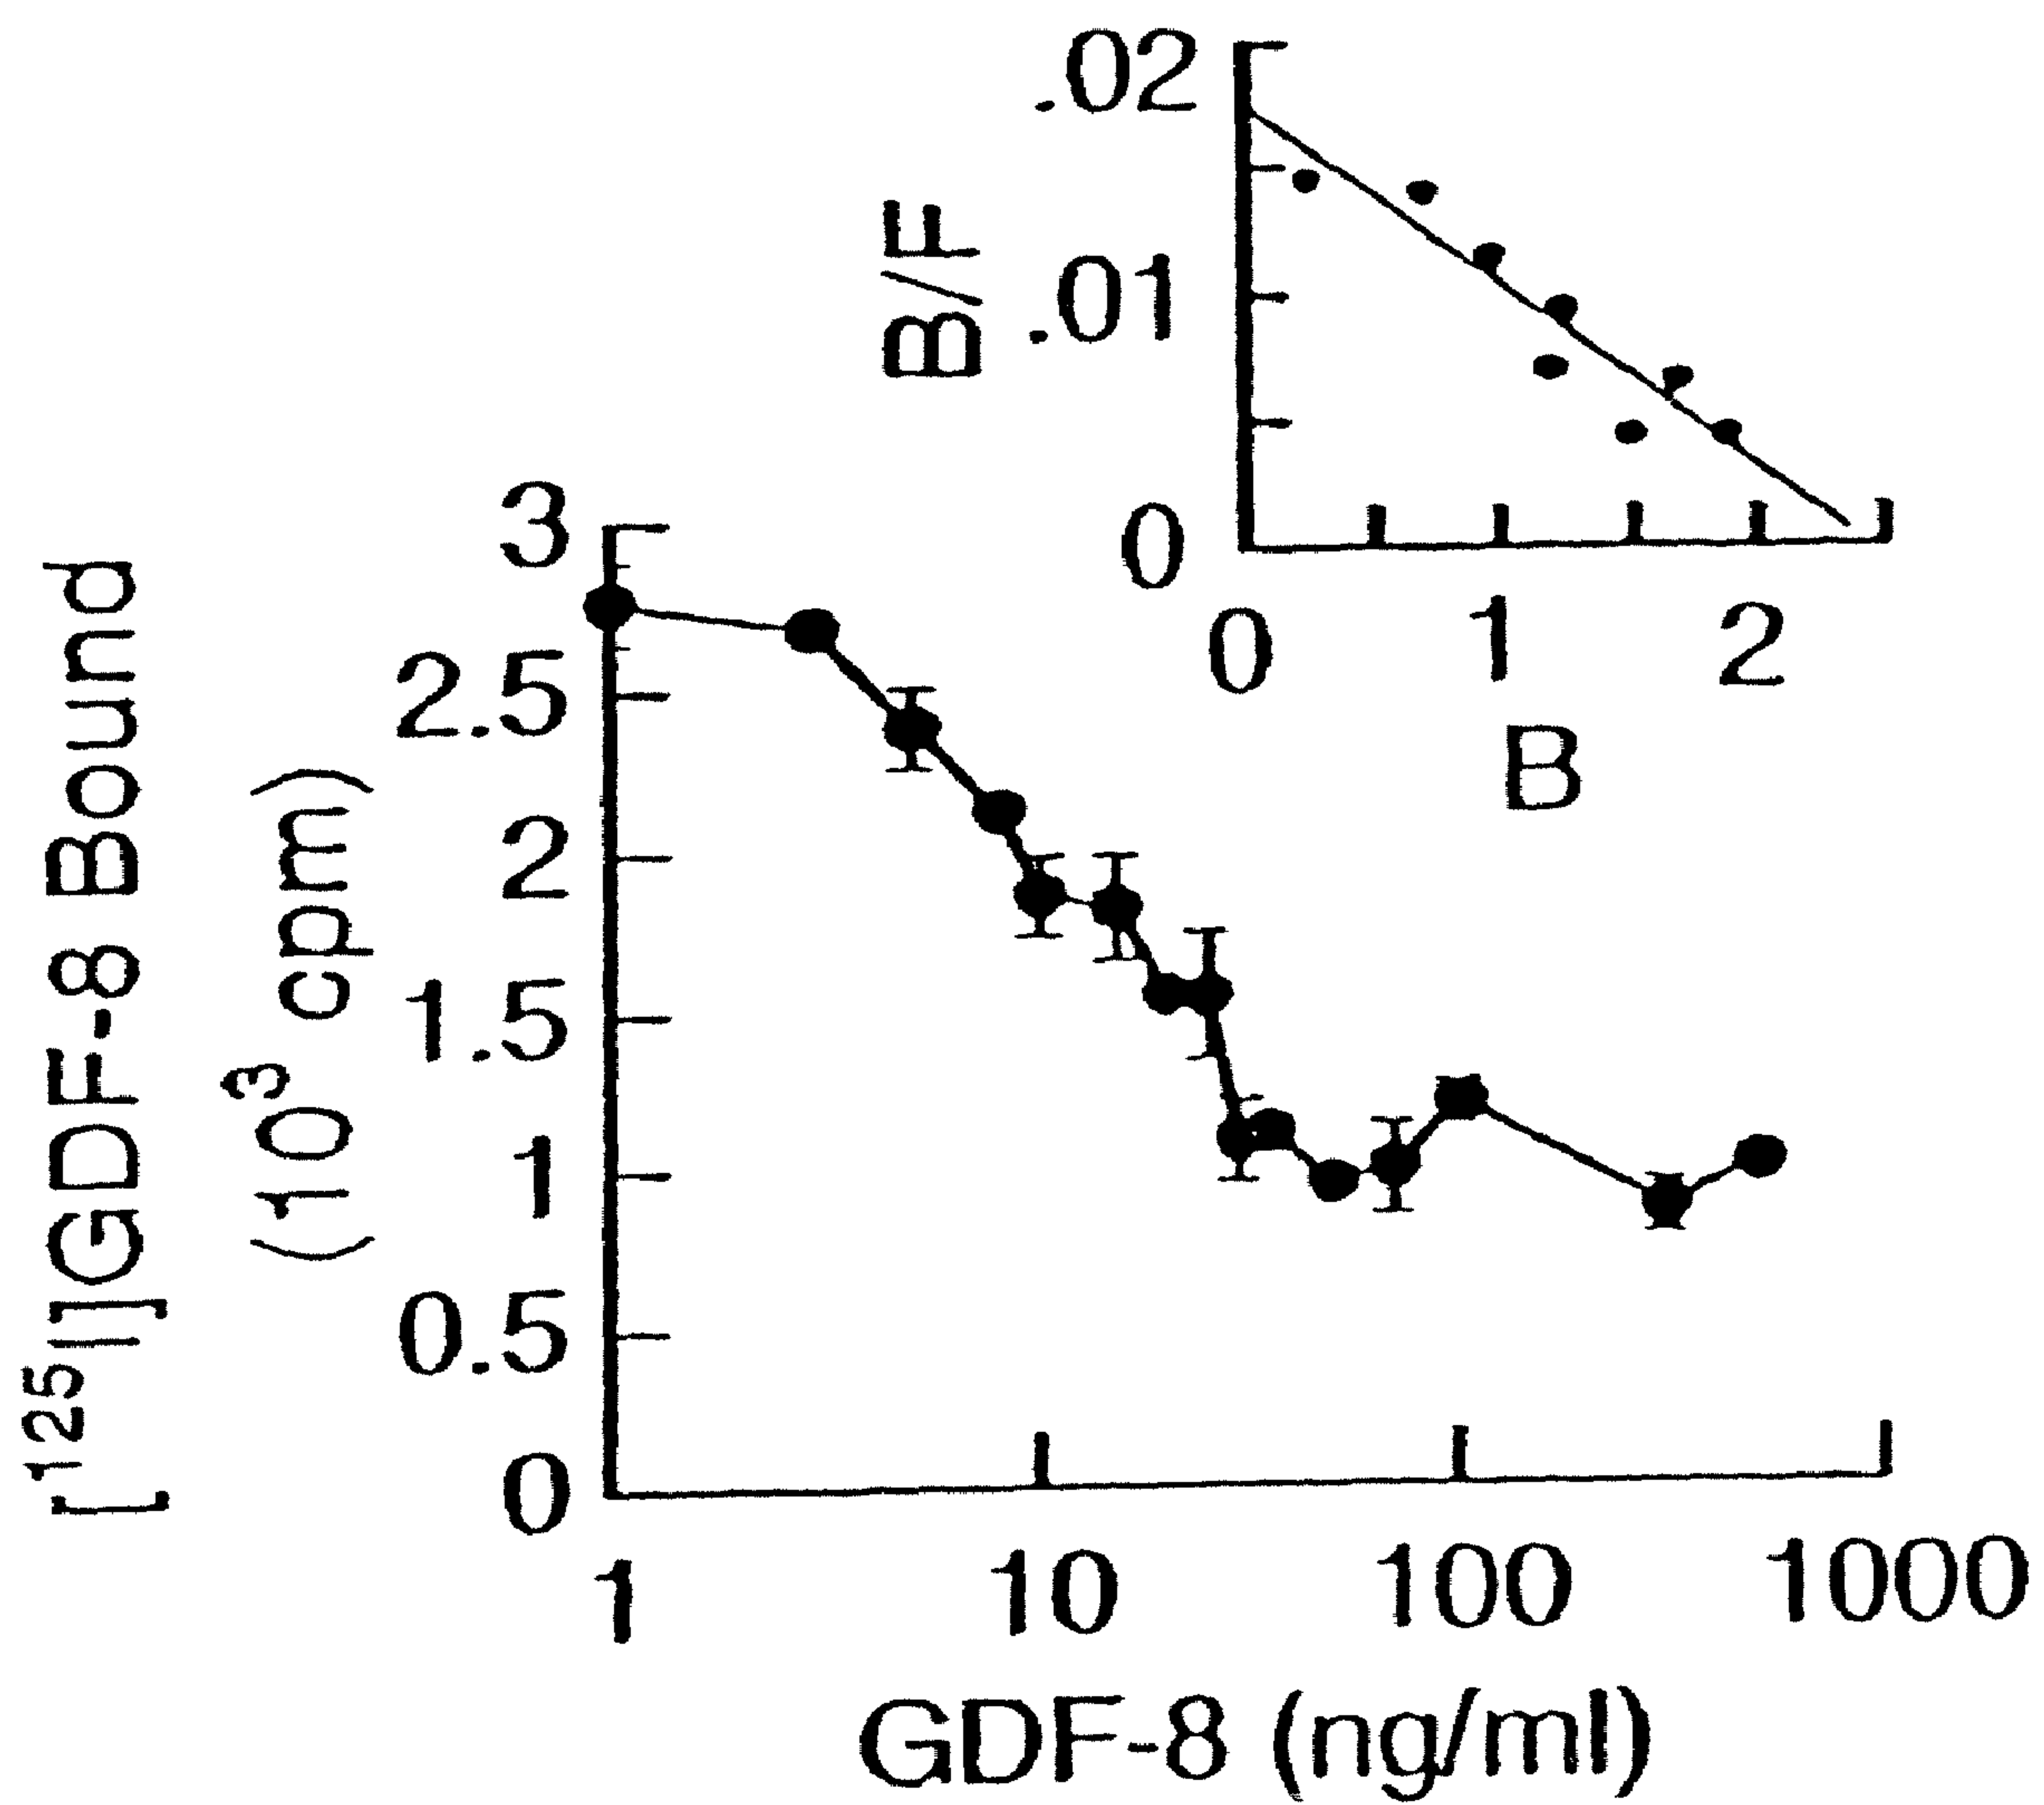 .02
.01
0
B/F
0 1 2
B
3
2.5
2
1.5
1
0.5
0
[¹²⁵I]GDF-8 Bound
(10³ cpm)
1 10 100 1000
GDF-8 (ng/ml)